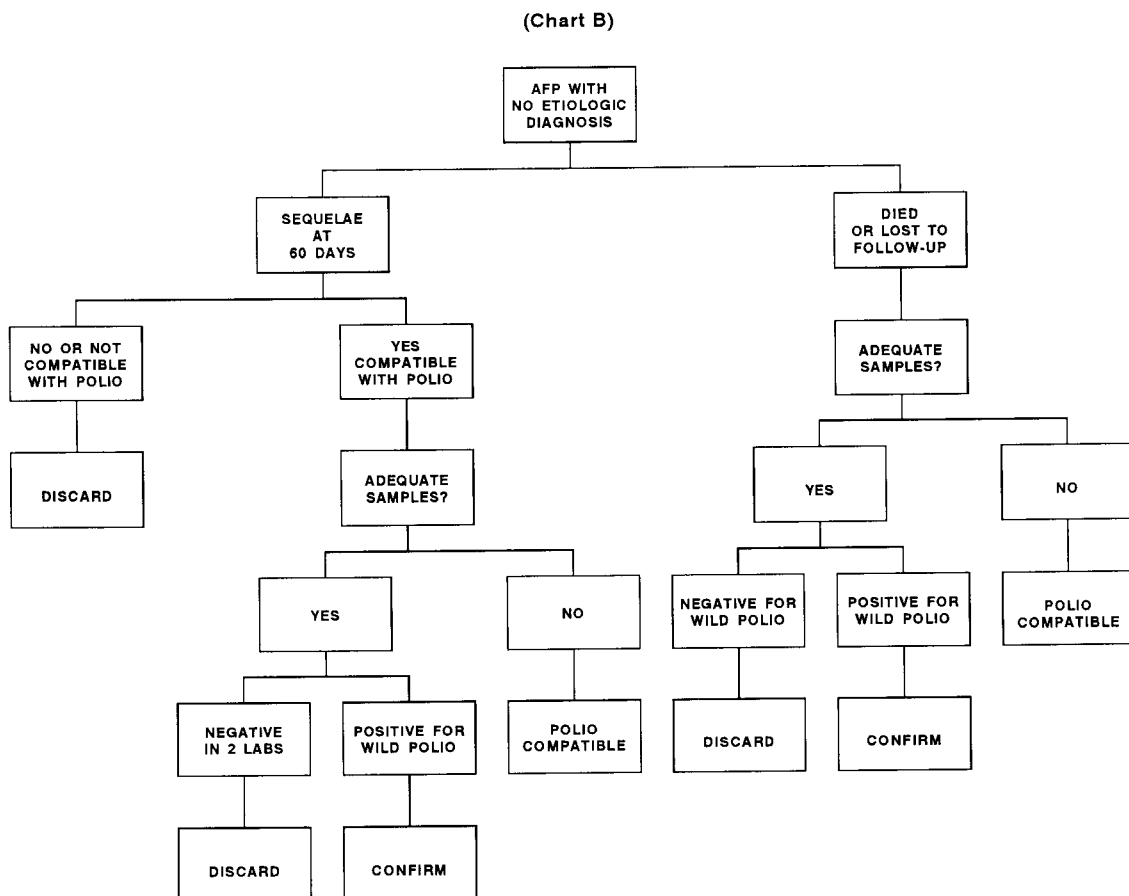 (Chart B)
AFP WITH
NO ETIOLOGIC
DIAGNOSIS
SEQUELAE
AT
60 DAYS
DIED
OR LOST TO
FOLLOW-UP
NO OR NOT
COMPATIBLE
WITH POLIO
YES
COMPATIBLE
WITH POLIO
ADEQUATE
SAMPLES?
DISCARD
ADEQUATE
SAMPLES?
YES
NO
YES
NO
NEGATIVE FOR
WILD POLIO
POSITIVE FOR
WILD POLIO
POLIO
COMPATIBLE
NEGATIVE
IN 2 LABS
POSITIVE FOR
WILD POLIO
POLIO
COMPATIBLE
DISCARD
CONFIRM
DISCARD
CONFIRM